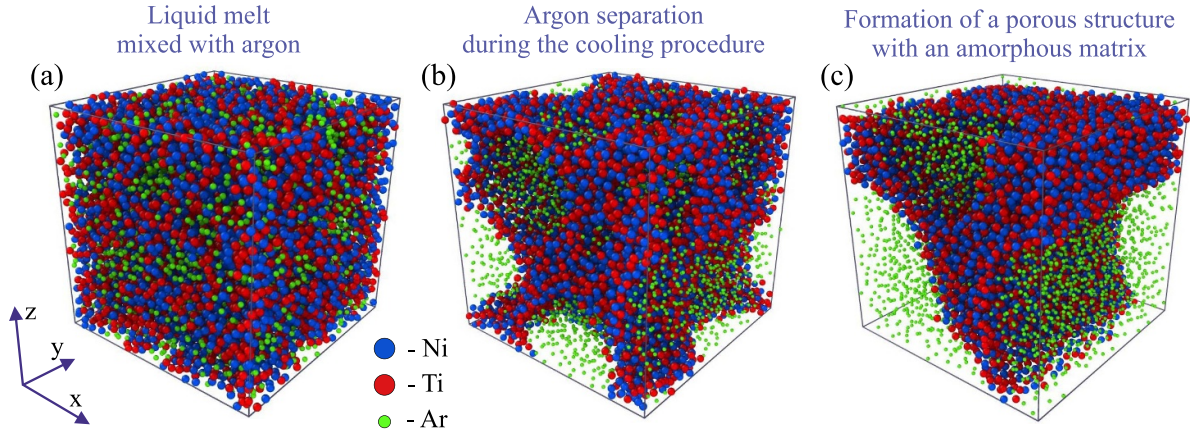 Liquid melt
mixed with argon
Argon separation
during the cooling procedure
Formation of a porous structure
with an amorphous matrix
(a)
(b)
(c)
z
y
x
- Ni
- Ti
- Ar